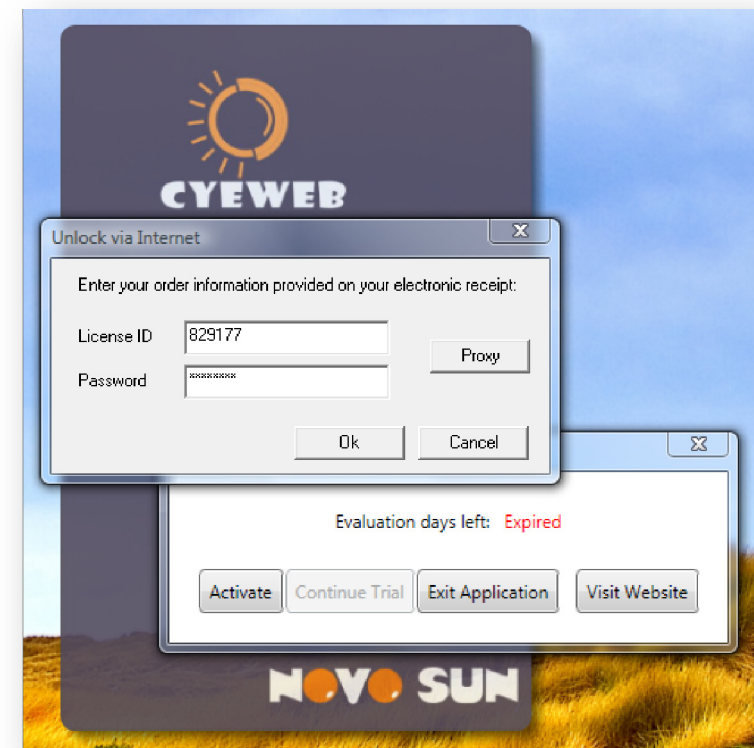 CYEWEB
Unlock via Internet
Enter your order information provided on your electronic receipt:
License ID 829177
Proxy
Password ********
Ok Cancel
Evaluation days left: Expired
Activate Continue Trial Exit Application Visit Website
NOVO SUN